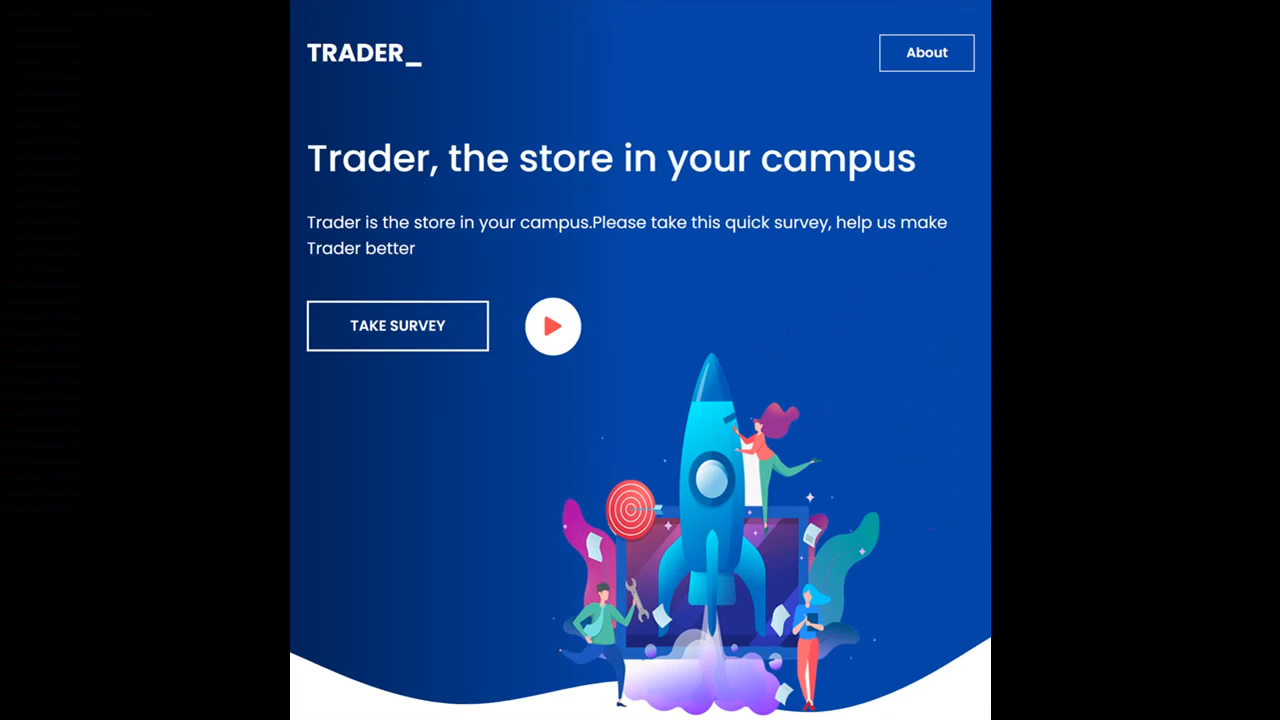 TRADER_
About
Trader, the store in your campus
Trader is the store in your campus.Please take this quick survey, help us make
Trader better
TAKE SURVEY